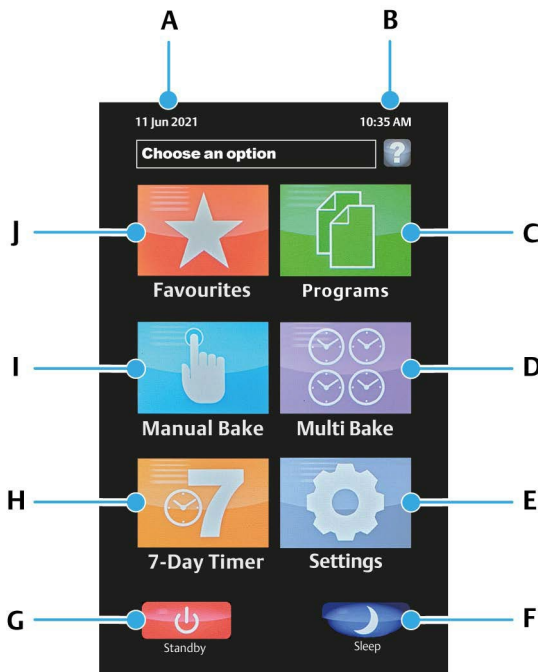 A
B
11 Jun 2021 10:35 AM
Choose an option ?
J
C
Favourites Programs
I
D
Manual Bake Multi Bake
H
7
E
7-Day Timer Settings
G
F
Standby Sleep